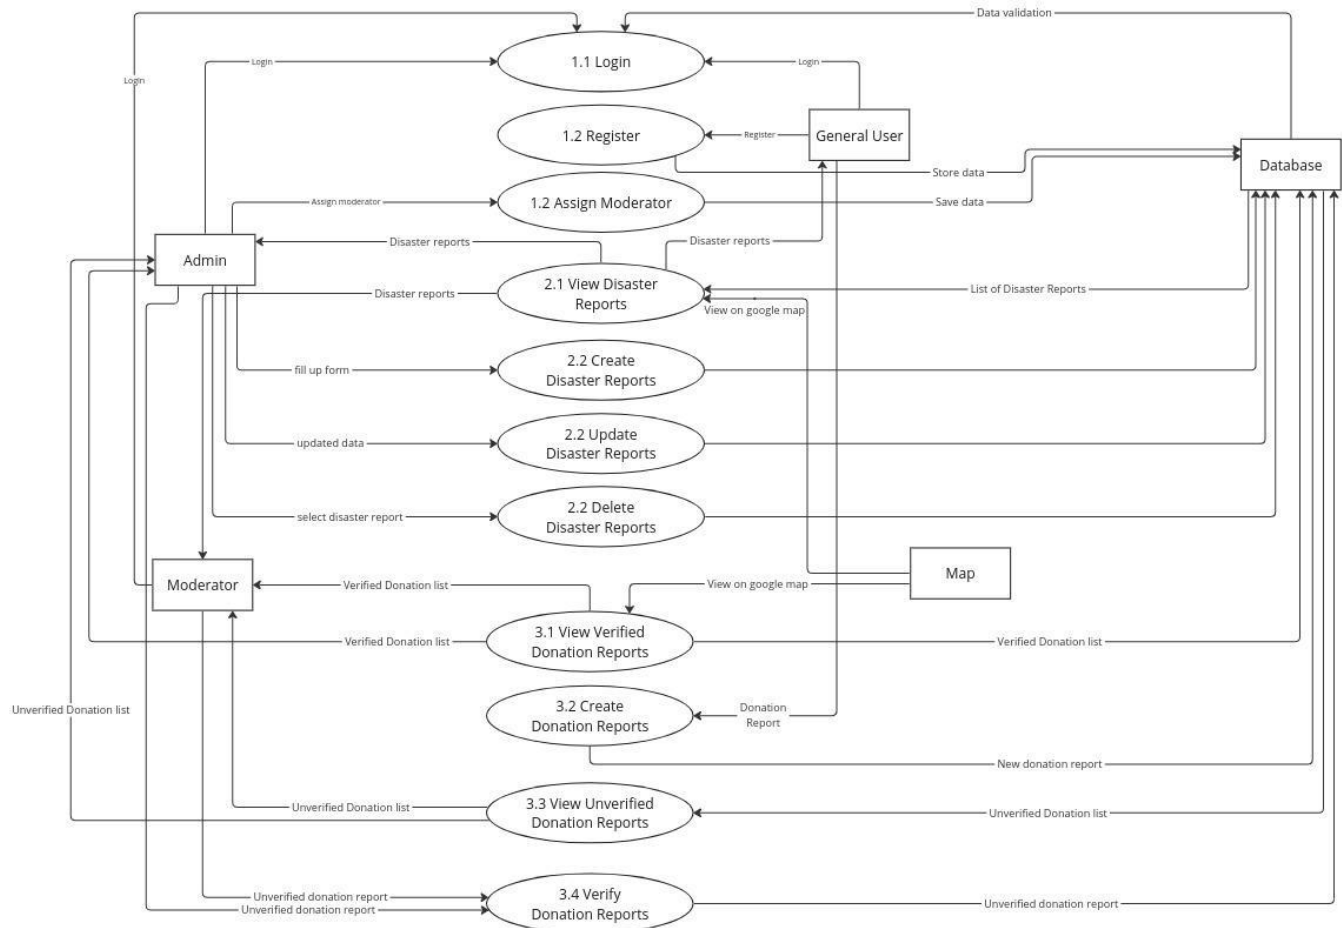 Data validation
1.1 Login
Login
Login
Login
1.2 Register
Register
General User
Database
Store data
1.2 Assign Moderator
Assign moderator
Save data
Admin
Disaster reports
Disaster reports
2.1 View Disaster
Reports
Disaster reports
List of Disaster Reports
View on google map
2.2 Create
Disaster Reports
fill up form
2.2 Update
Disaster Reports
updated data
2.2 Delete
Disaster Reports
select disaster report
Map
Moderator
Verified Donation list
View on google map
3.1 View Verified
Donation Reports
Verified Donation list
Verified Donation list
3.2 Create
Donation Reports
Donation
Report
Unverified Donation list
New donation report
3.3 View Unverified
Donation Reports
Unverified Donation list
Unverified Donation list
3.4 Verify
Donation Reports
Unverified donation report
Unverified donation report
Unverified donation report